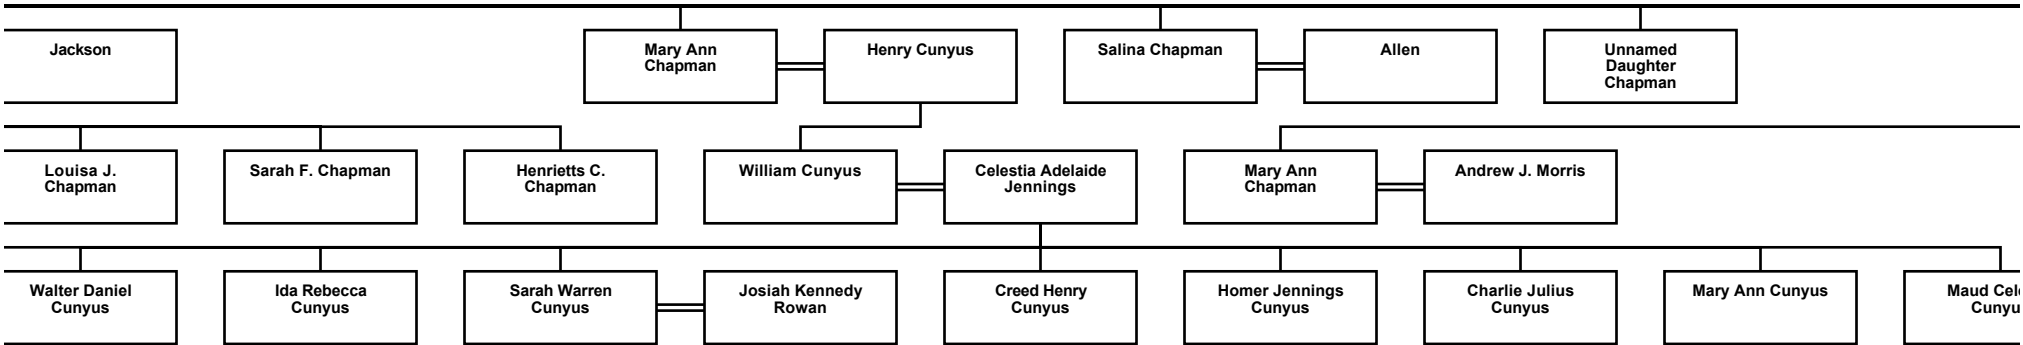 Jackson
Mary Ann
Chapman
Henry Cunyus
Salina Chapman
Allen
Unnamed
Daughter
Chapman
Louisa J.
Chapman
Sarah F. Chapman
Henrietts C.
Chapman
William Cunyus
Celestia Adelaide
Jennings
Mary Ann
Chapman
Andrew J. Morris
Walter Daniel
Cunyus
Ida Rebecca
Cunyus
Sarah Warren
Cunyus
Josiah Kennedy
Rowan
Creed Henry
Cunyus
Homer Jennings
Cunyus
Charlie Julius
Cunyus
Mary Ann Cunyus
Maud